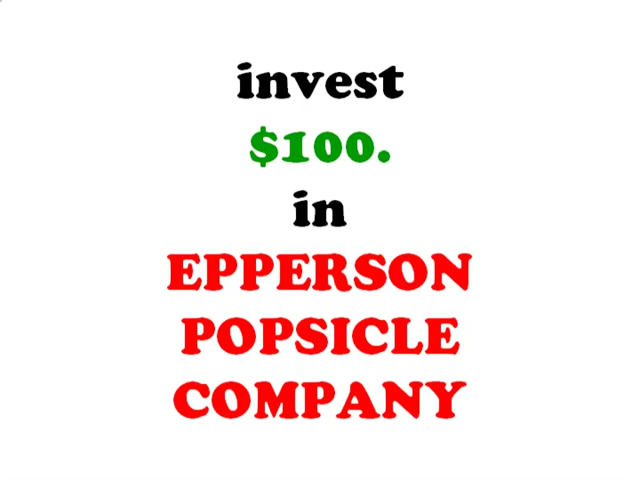 invest
$100.
in
EPPERSON
POPSICLE
COMPANY